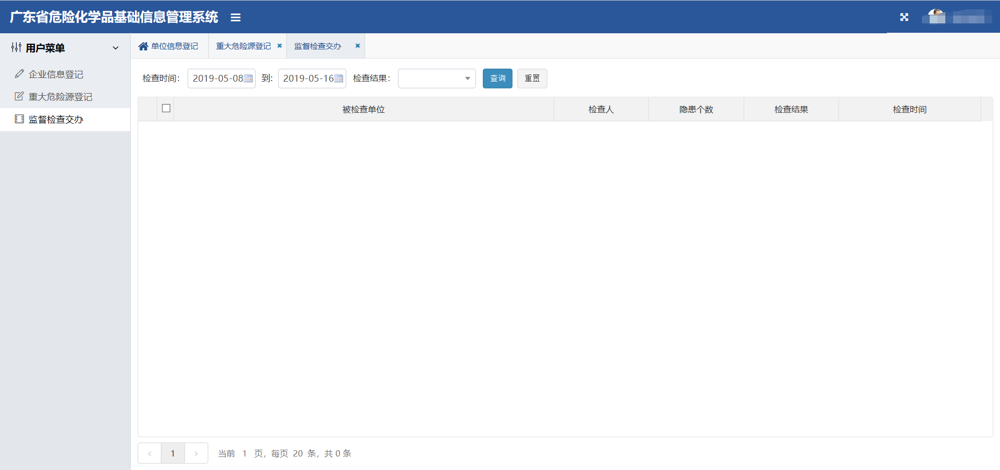 广东省危险化学品基础信息管理系统
用户菜单
企业信息登记
重大危险源登记
监督检查交办
单位信息登记 重大危险源登记 监督检查交办
检查时间： 2019-05-08 到: 2019-05-16 检查结果： 查询 重置
被检查单位 检查人 隐患个数 检查结果 检查时间
1 当前 1 页，每页 20 条，共 0 条